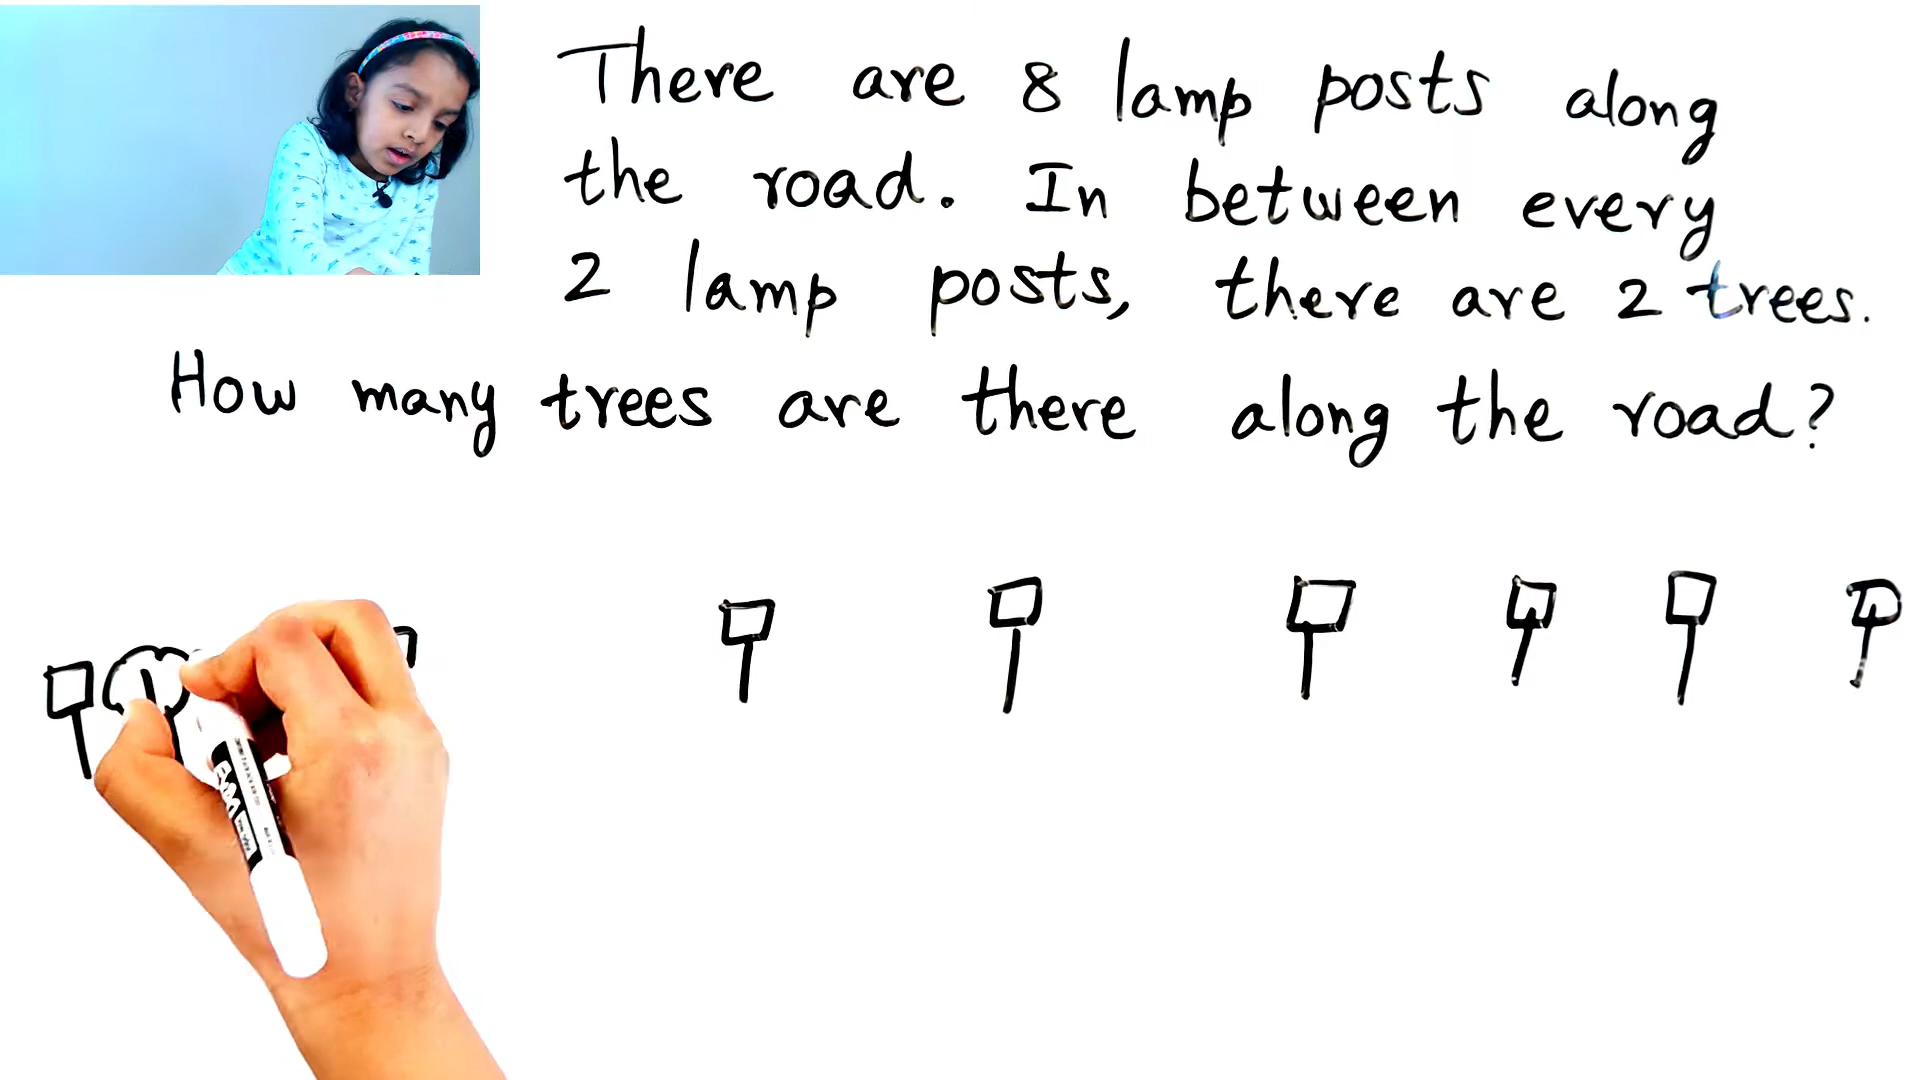 There are 8 lamp posts along
the road. In between every
2 lamp posts, there are 2 trees.
How many trees are there along the road?
EXPO